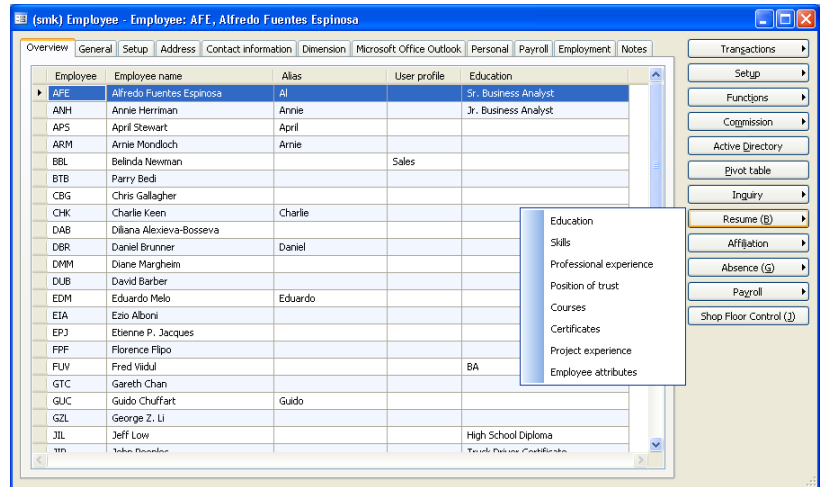 (smk) Employee - Employee: AFE, Alfredo Fuentes Espinosa
Overview General Setup Address Contact information Dimension Microsoft Office Outlook Personal Payroll Employment Notes
Employee Employee name Alias User profile Education
AFE Alfredo Fuentes Espinosa Al Sr. Business Analyst
ANH Annie Herriman Annie Jr. Business Analyst
APS April Stewart April
ARM Arnie Mondloch Arnie
BBL Belinda Newman Sales
BTB Parry Bedi
CBG Chris Gallagher
CHK Charlie Keen Charlie
DAB Diliana Alexieva-Bosseva
DBR Daniel Brunner Daniel
DMM Diane Margheim
DUB David Barber
EDM Eduardo Melo Eduardo
EIA Ezio Alboni
EPJ Etienne P. Jacques
FPF Florence Flipo
FUV Fred Viidul BA
GTC Gareth Chan
GUC Guido Chuffart Guido
GZL George Z. Li
JIL Jeff Low High School Diploma
JIP John Peoples Truck Driver Certificate
Education
Skills
Professional experience
Position of trust
Courses
Certificates
Project experience
Employee attributes
Transactions
Setup
Functions
Commission
Active Directory
Pivot table
Inquiry
Resume (B)
Affiliation
Absence (G)
Payroll
Shop Floor Control (J)